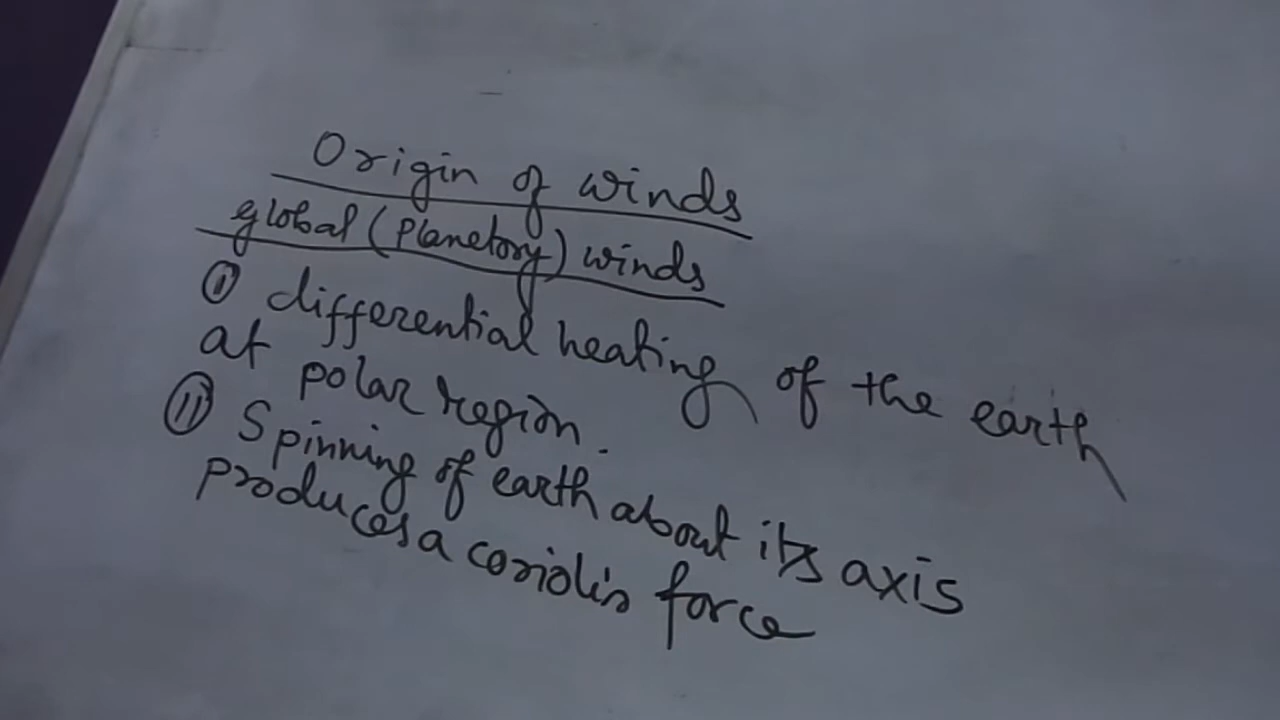 Origin of winds
global (Planetory) winds
(i) differential heating of the earth
at polar region.
(ii) Spinning of earth about its axis
produces a coriolis force